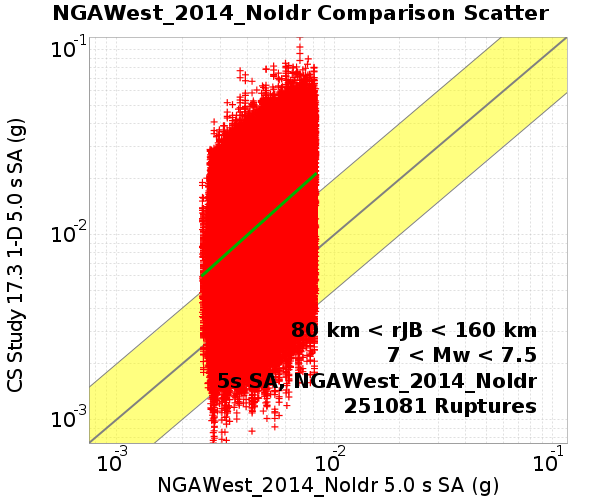 NGAWest_2014_NoIdr Comparison Scatter
10^-1
10^-2
10^-3
CS Study 17.3 1-D 5.0 s SA (g)
80 km < rJB < 160 km
7 < Mw < 7.5
5s SA, NGAWest_2014_NoIdr
251081 Ruptures
10^-3 10^-2 10^-1
NGAWest_2014_NoIdr 5.0 s SA (g)